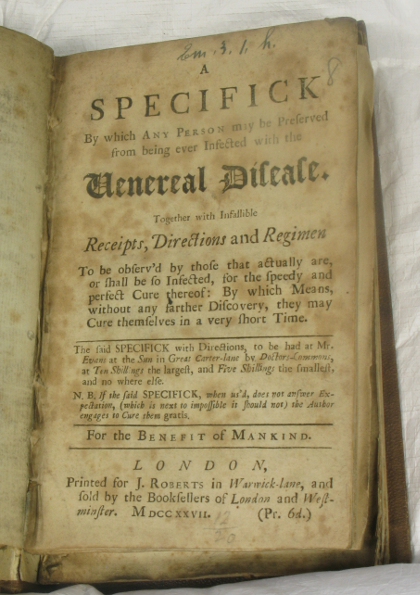 2m. 3. 1. h.
8
A
SPECIFICK
By which ANY PERSON may be Preserved
from being ever Infected with the
Venereal Disease.
Together with Infallible
Receipts, Directions and Regimen
To be observ'd by those that actually are,
or shall be so Infected, for the speedy and
perfect Cure thereof: By which Means,
without any farther Discovery, they may
Cure themselves in a very short Time.
The said SPECIFICK with Directions, to be had at Mr.
Evans at the Sun in Great Carter-lane by Doctors-Commons,
at Ten Shillings the largest, and Five Shillings the smallest,
and no where else.
N. B. If the said SPECIFICK, when us'd, does not answer Ex-
pectation, (which is next to impossible it should not) the Author
engages to Cure them gratis.
For the BENEFIT of MANKIND.
LONDON,
Printed for J. ROBERTS in Warwick-lane, and
sold by the Booksellers of London and West-
minster. MDCCXXVII. (Pr. 6d.)
12